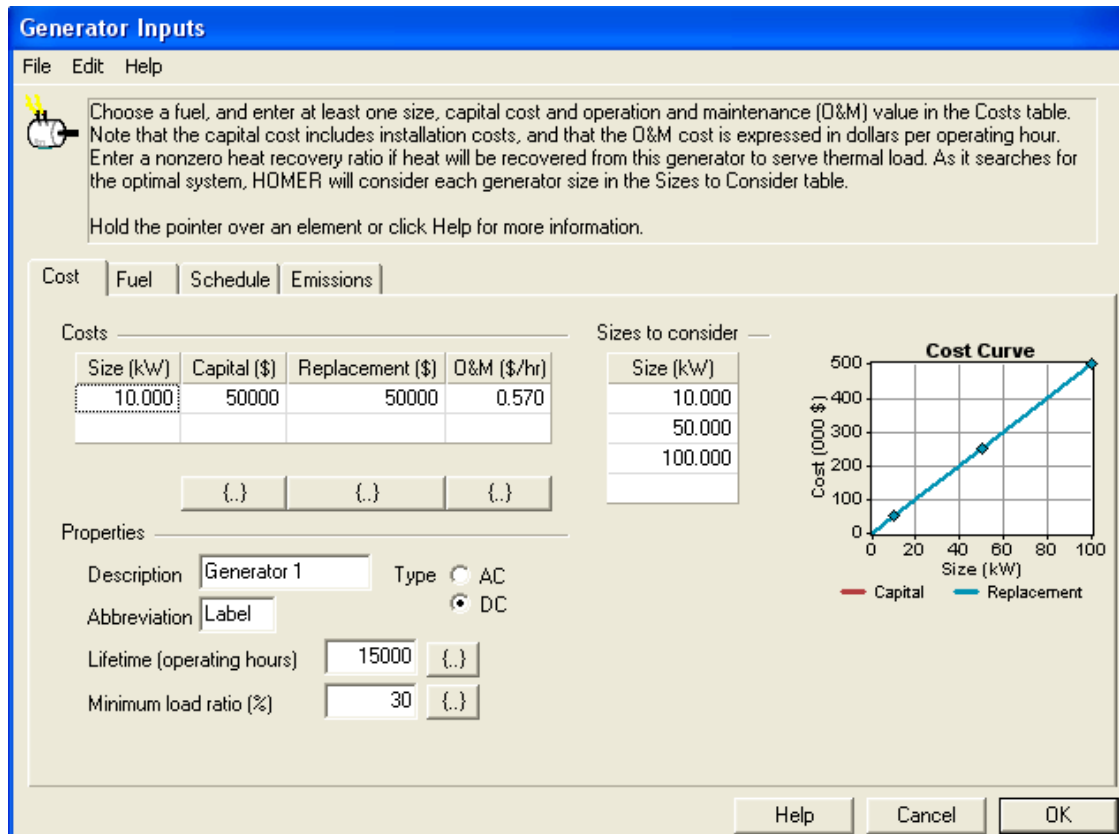 Generator Inputs
File Edit Help
Choose a fuel, and enter at least one size, capital cost and operation and maintenance (O&M) value in the Costs table.
Note that the capital cost includes installation costs, and that the O&M cost is expressed in dollars per operating hour.
Enter a nonzero heat recovery ratio if heat will be recovered from this generator to serve thermal load. As it searches for
the optimal system, HOMER will consider each generator size in the Sizes to Consider table.
Hold the pointer over an element or click Help for more information.
Cost Fuel Schedule Emissions
Costs
Size (kW) Capital ($) Replacement ($) O&M ($/hr)
10.000 50000 50000 0.570
{..} {..} {..}
Sizes to consider
Size (kW)
10.000
50.000
100.000
Cost Curve
Cost (000 $)
500
400
300
200
100
0
0 20 40 60 80 100
Size (kW)
Capital Replacement
Properties
Description Generator 1 Type AC
DC
Abbreviation Label
Lifetime (operating hours) 15000 {..}
Minimum load ratio (%) 30 {..}
Help Cancel OK